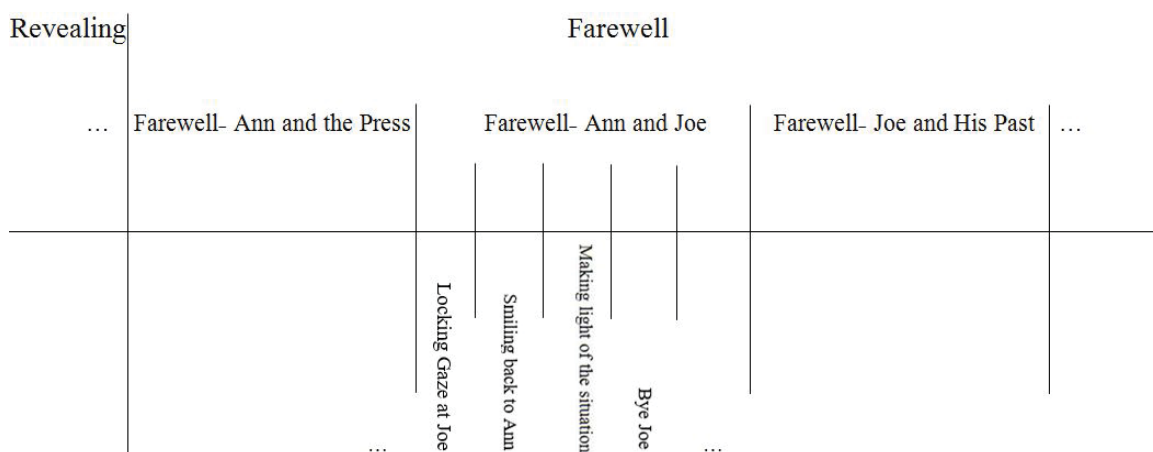 Revealing
Farewell
…
Farewell- Ann and the Press
Farewell- Ann and Joe
Farewell- Joe and His Past
…
…
Locking Gaze at Joe
Smiling back to Ann
Making light of the situation
Bye Joe
…